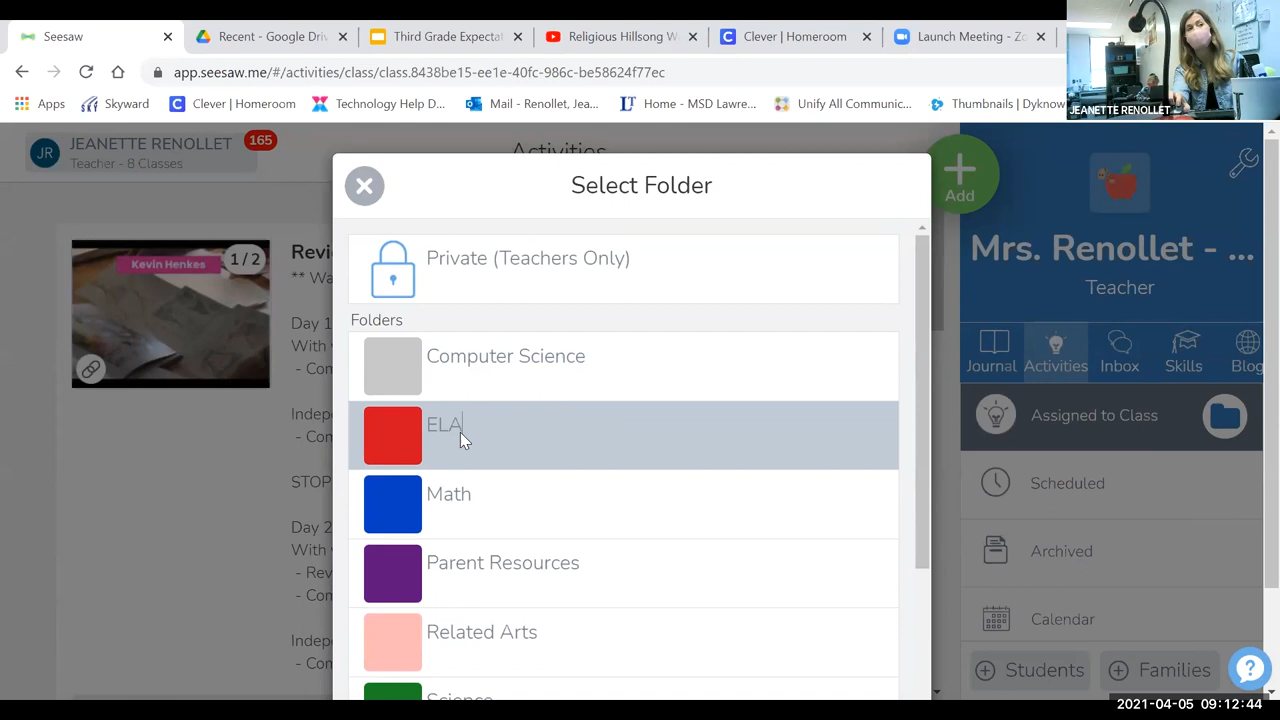 Seesaw
Recent - Google Driv
Third Grade Expect
Religious Hillsong W
Clever | Homeroom
Launch Meeting - Zo
app.seesaw.me/#/activities/class/class.8438be15-ee1e-40fc-986c-be58624f77ec
Apps
Skyward
Clever | Homeroom
Technology Help D...
Mail - Renollet, Jea...
Home - MSD Lawre...
Unify All Communic...
Thumbnails | Dyknow
JEANETTE RENOLLET
JR
JEANETTE RENOLLET
165
Teacher - 8 Classes
Activities
Add
Select Folder
Private (Teachers Only)
Folders
Computer Science
ELA
Math
Parent Resources
Related Arts
Science
Kevin Henkes
1 / 2
Revi
** Wa
Day 1
With
- Com
Indep
- Com
STOP
Day 2
With
- Rev
- Com
Indep
- Com
Mrs. Renollet - ...
Teacher
Journal
Activities
Inbox
Skills
Blog
Assigned to Class
Scheduled
Archived
Calendar
Students
Families
2021-04-05 09:12:44